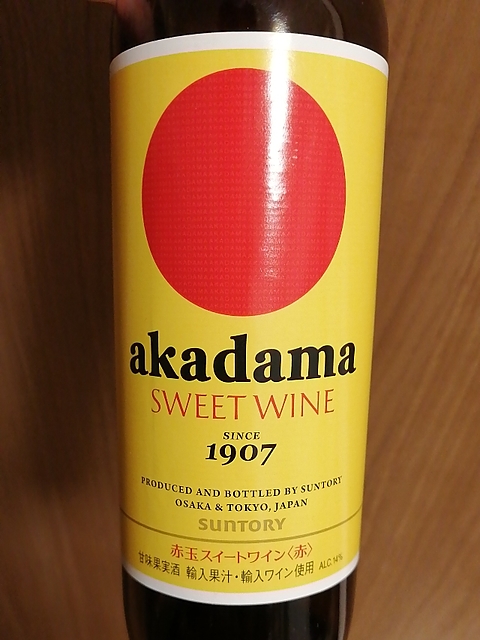 akadama
SWEET WINE
SINCE
1907
PRODUCED AND BOTTLED BY SUNTORY
OSAKA & TOKYO, JAPAN
SUNTORY
赤玉スイートワイン〈赤〉
甘味果実酒 輸入果汁・輸入ワイン使用 ALC.14%